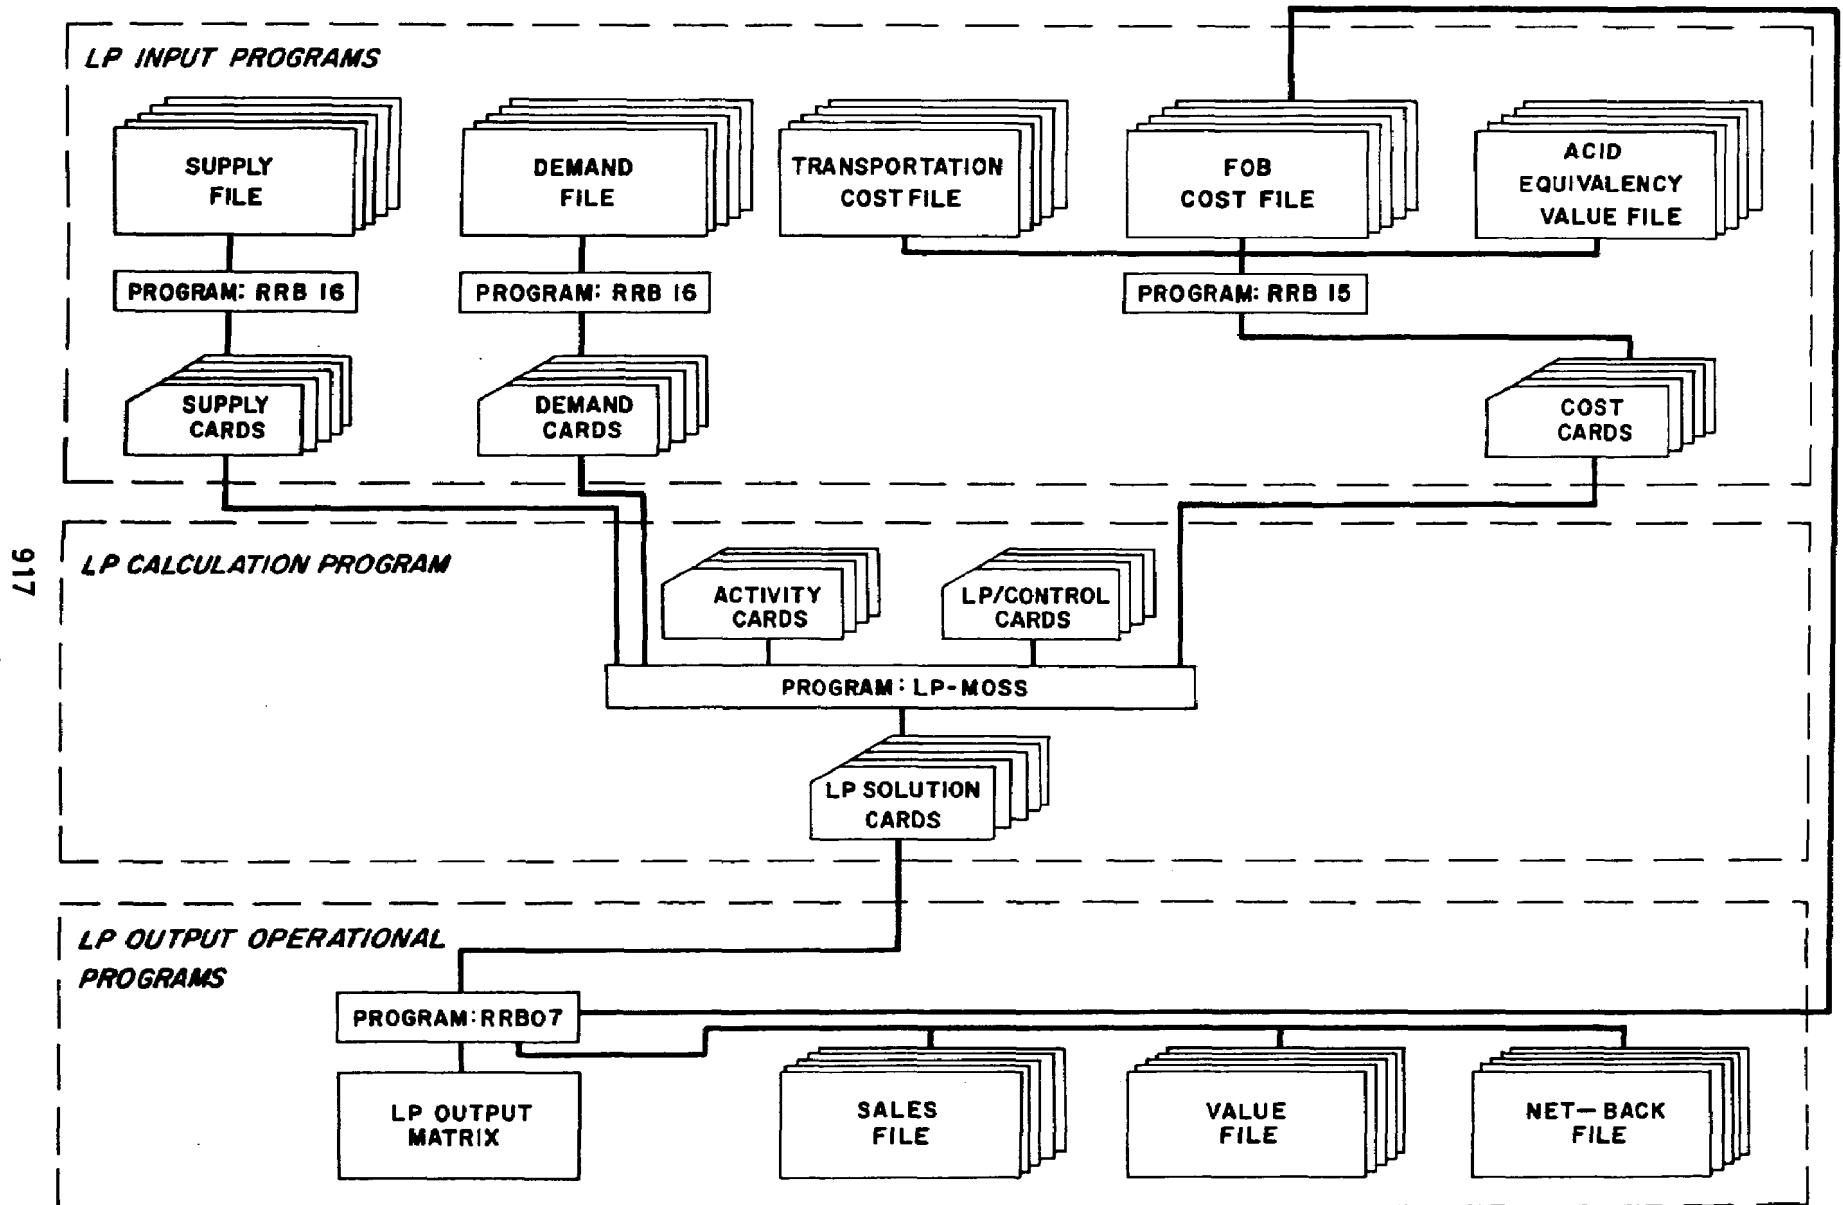 LP INPUT PROGRAMS
SUPPLY
FILE
DEMAND
FILE
TRANSPORTATION
COST FILE
FOB
COST FILE
ACID
EQUIVALENCY
VALUE FILE
PROGRAM: RRB 16
PROGRAM: RRB 16
PROGRAM: RRB 15
SUPPLY
CARDS
DEMAND
CARDS
COST
CARDS
917
LP CALCULATION PROGRAM
ACTIVITY
CARDS
LP/CONTROL
CARDS
PROGRAM: LP-MOSS
LP SOLUTION
CARDS
LP OUTPUT OPERATIONAL
PROGRAMS
PROGRAM:RRB07
LP OUTPUT
MATRIX
SALES
FILE
VALUE
FILE
NET-BACK
FILE